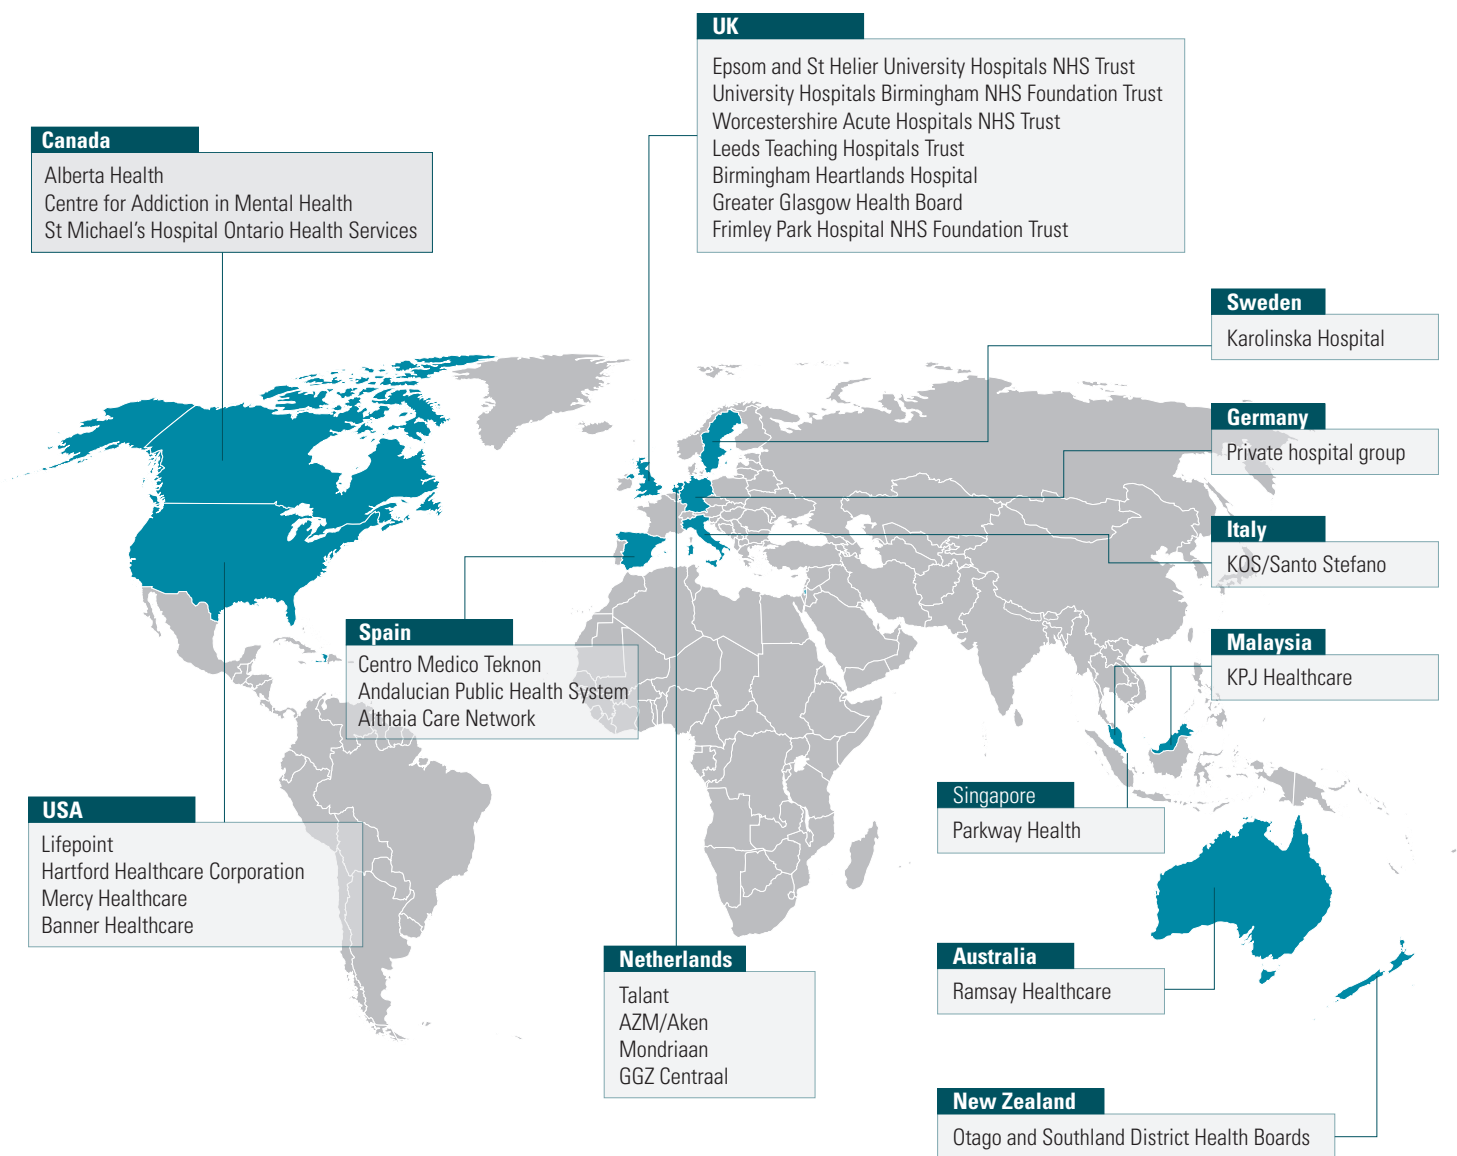 UK
Epsom and St Helier University Hospitals NHS Trust
University Hospitals Birmingham NHS Foundation Trust
Worcestershire Acute Hospitals NHS Trust
Leeds Teaching Hospitals Trust
Birmingham Heartlands Hospital
Greater Glasgow Health Board
Frimley Park Hospital NHS Foundation Trust
Canada
Alberta Health
Centre for Addiction in Mental Health
St Michael's Hospital Ontario Health Services
Sweden
Karolinska Hospital
Germany
Private hospital group
Italy
KOS/Santo Stefano
Spain
Centro Medico Teknon
Andalucian Public Health System
Althaia Care Network
Malaysia
KPJ Healthcare
USA
Lifepoint
Hartford Healthcare Corporation
Mercy Healthcare
Banner Healthcare
Singapore
Parkway Health
Netherlands
Talant
AZM/Aken
Mondriaan
GGZ Centraal
Australia
Ramsay Healthcare
New Zealand
Otago and Southland District Health Boards